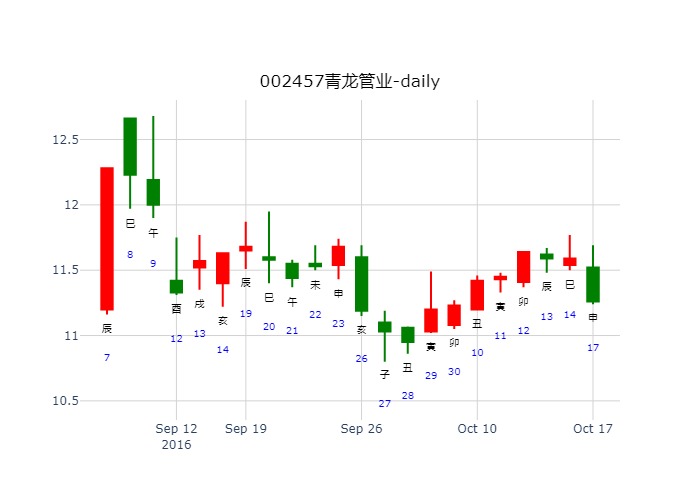 002457青龙管业-daily
12.5
12
11.5
11
10.5
辰
7
巳
8
午
9
酉
12
戌
13
亥
14
辰
19
巳
20
午
21
未
22
申
23
亥
26
子
27
丑
28
寅
29
卯
30
丑
10
寅
11
卯
12
辰
13
巳
14
申
17
Sep 12
2016
Sep 19
Sep 26
Oct 10
Oct 17